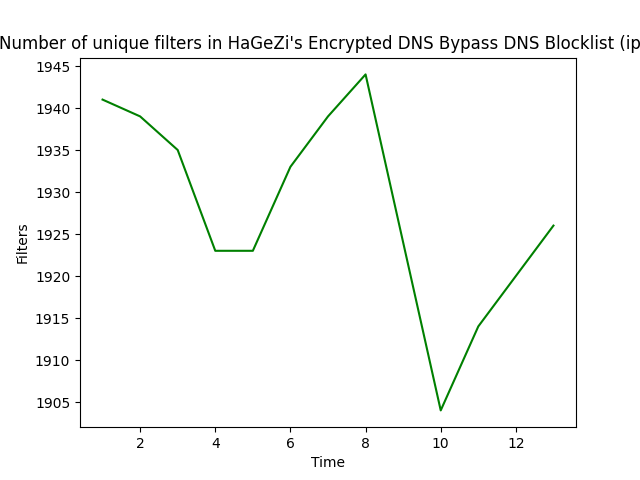 Number of unique filters in HaGeZi's Encrypted DNS Bypass DNS Blocklist (ip
1945
1940
1935
1930
1925
1920
1915
1910
1905
Filters
2 4 6 8 10 12
Time